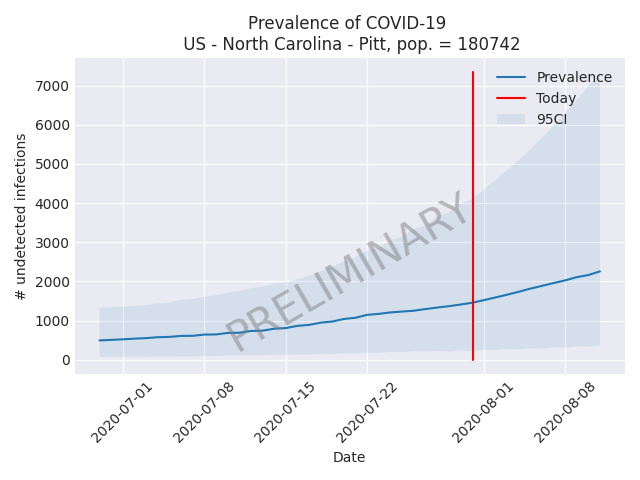 Prevalence of COVID-19
US - North Carolina - Pitt, pop. = 180742
Prevalence
Today
95CI
7000
6000
5000
4000
3000
2000
1000
0
# undetected infections
PRELIMINARY
2020-07-01
2020-07-08
2020-07-15
2020-07-22
2020-08-01
2020-08-08
Date